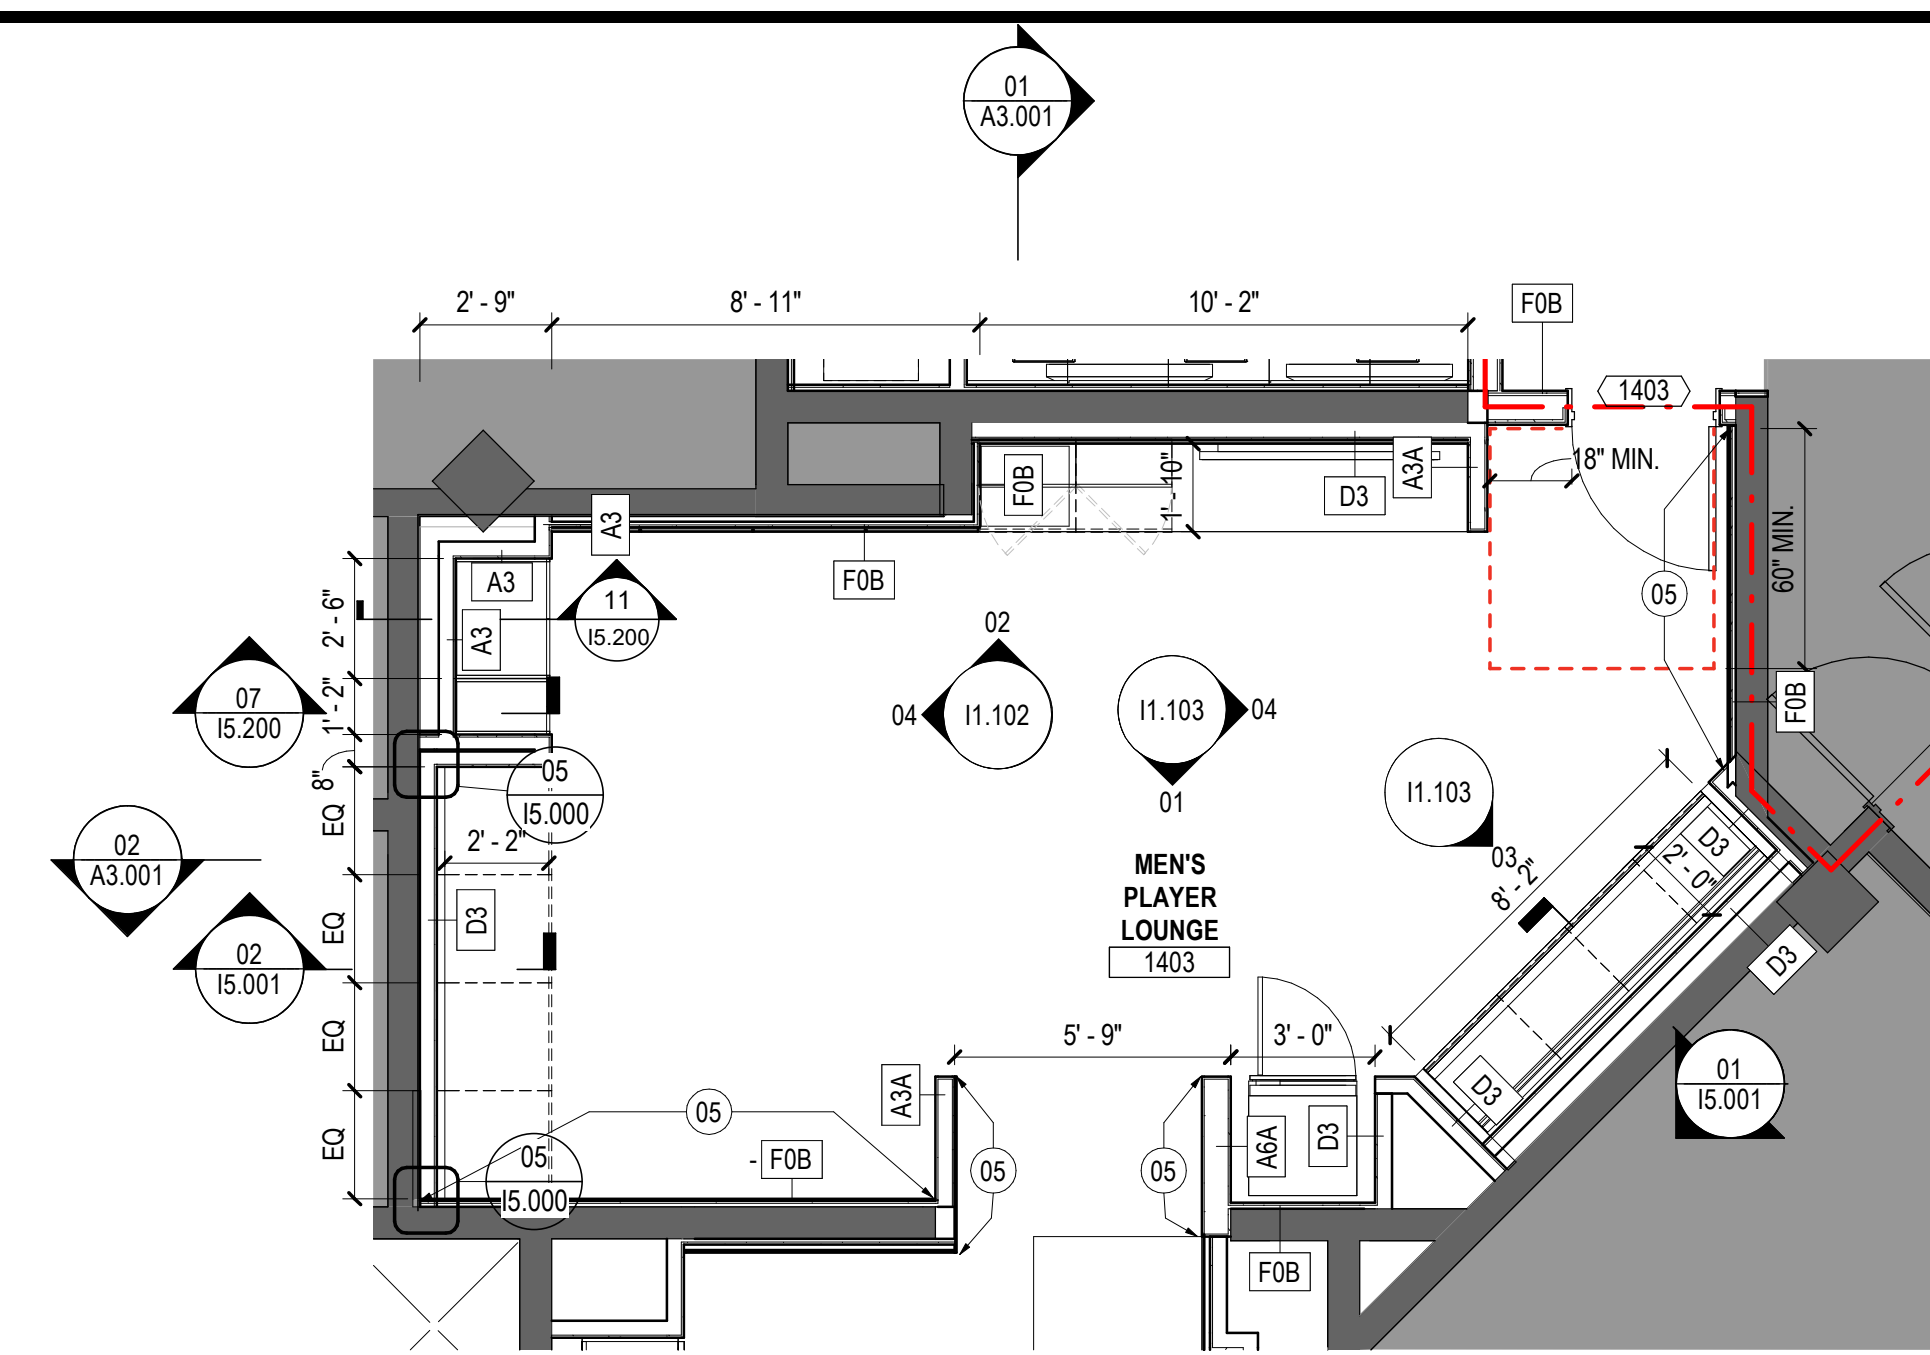 01
A3.001
2' - 9"
8' - 11"
10' - 2"
F0B
1403
18" MIN.
A3A
D3
F0B
1' - 10"
60" MIN.
A3
A3
F0B
11
I5.200
05
2' - 6"
A3
02
04
I1.102
I1.103
04
01
F0B
07
I5.200
1' - 2"
8"
05
I5.000
I1.103
03
EQ
2' - 2"
02
A3.001
MEN'S
PLAYER
LOUNGE
1403
8' - 2"
2' - 0"
D3
D3
EQ
D3
02
I5.001
EQ
5' - 9"
3' - 0"
01
I5.001
D3
A3A
05
EQ
05
I5.000
- F0B
05
05
A6A
D3
F0B